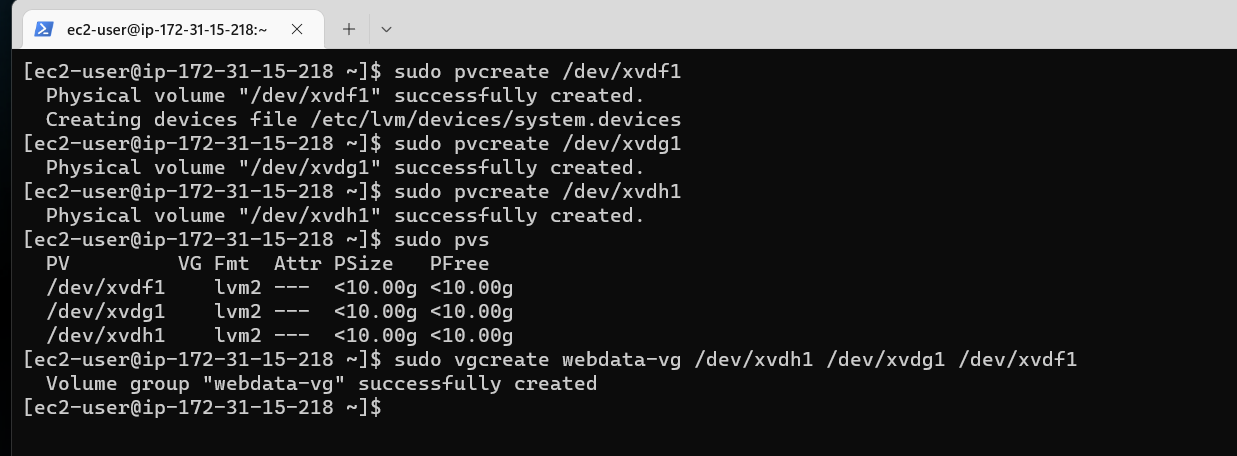 ec2-user@ip-172-31-15-218:~
[ec2-user@ip-172-31-15-218 ~]$ sudo pvcreate /dev/xvdf1
  Physical volume "/dev/xvdf1" successfully created.
  Creating devices file /etc/lvm/devices/system.devices
[ec2-user@ip-172-31-15-218 ~]$ sudo pvcreate /dev/xvdg1
  Physical volume "/dev/xvdg1" successfully created.
[ec2-user@ip-172-31-15-218 ~]$ sudo pvcreate /dev/xvdh1
  Physical volume "/dev/xvdh1" successfully created.
[ec2-user@ip-172-31-15-218 ~]$ sudo pvs
  PV         VG Fmt  Attr PSize   PFree
  /dev/xvdf1    lvm2 ---  <10.00g <10.00g
  /dev/xvdg1    lvm2 ---  <10.00g <10.00g
  /dev/xvdh1    lvm2 ---  <10.00g <10.00g
[ec2-user@ip-172-31-15-218 ~]$ sudo vgcreate webdata-vg /dev/xvdh1 /dev/xvdg1 /dev/xvdf1
  Volume group "webdata-vg" successfully created
[ec2-user@ip-172-31-15-218 ~]$